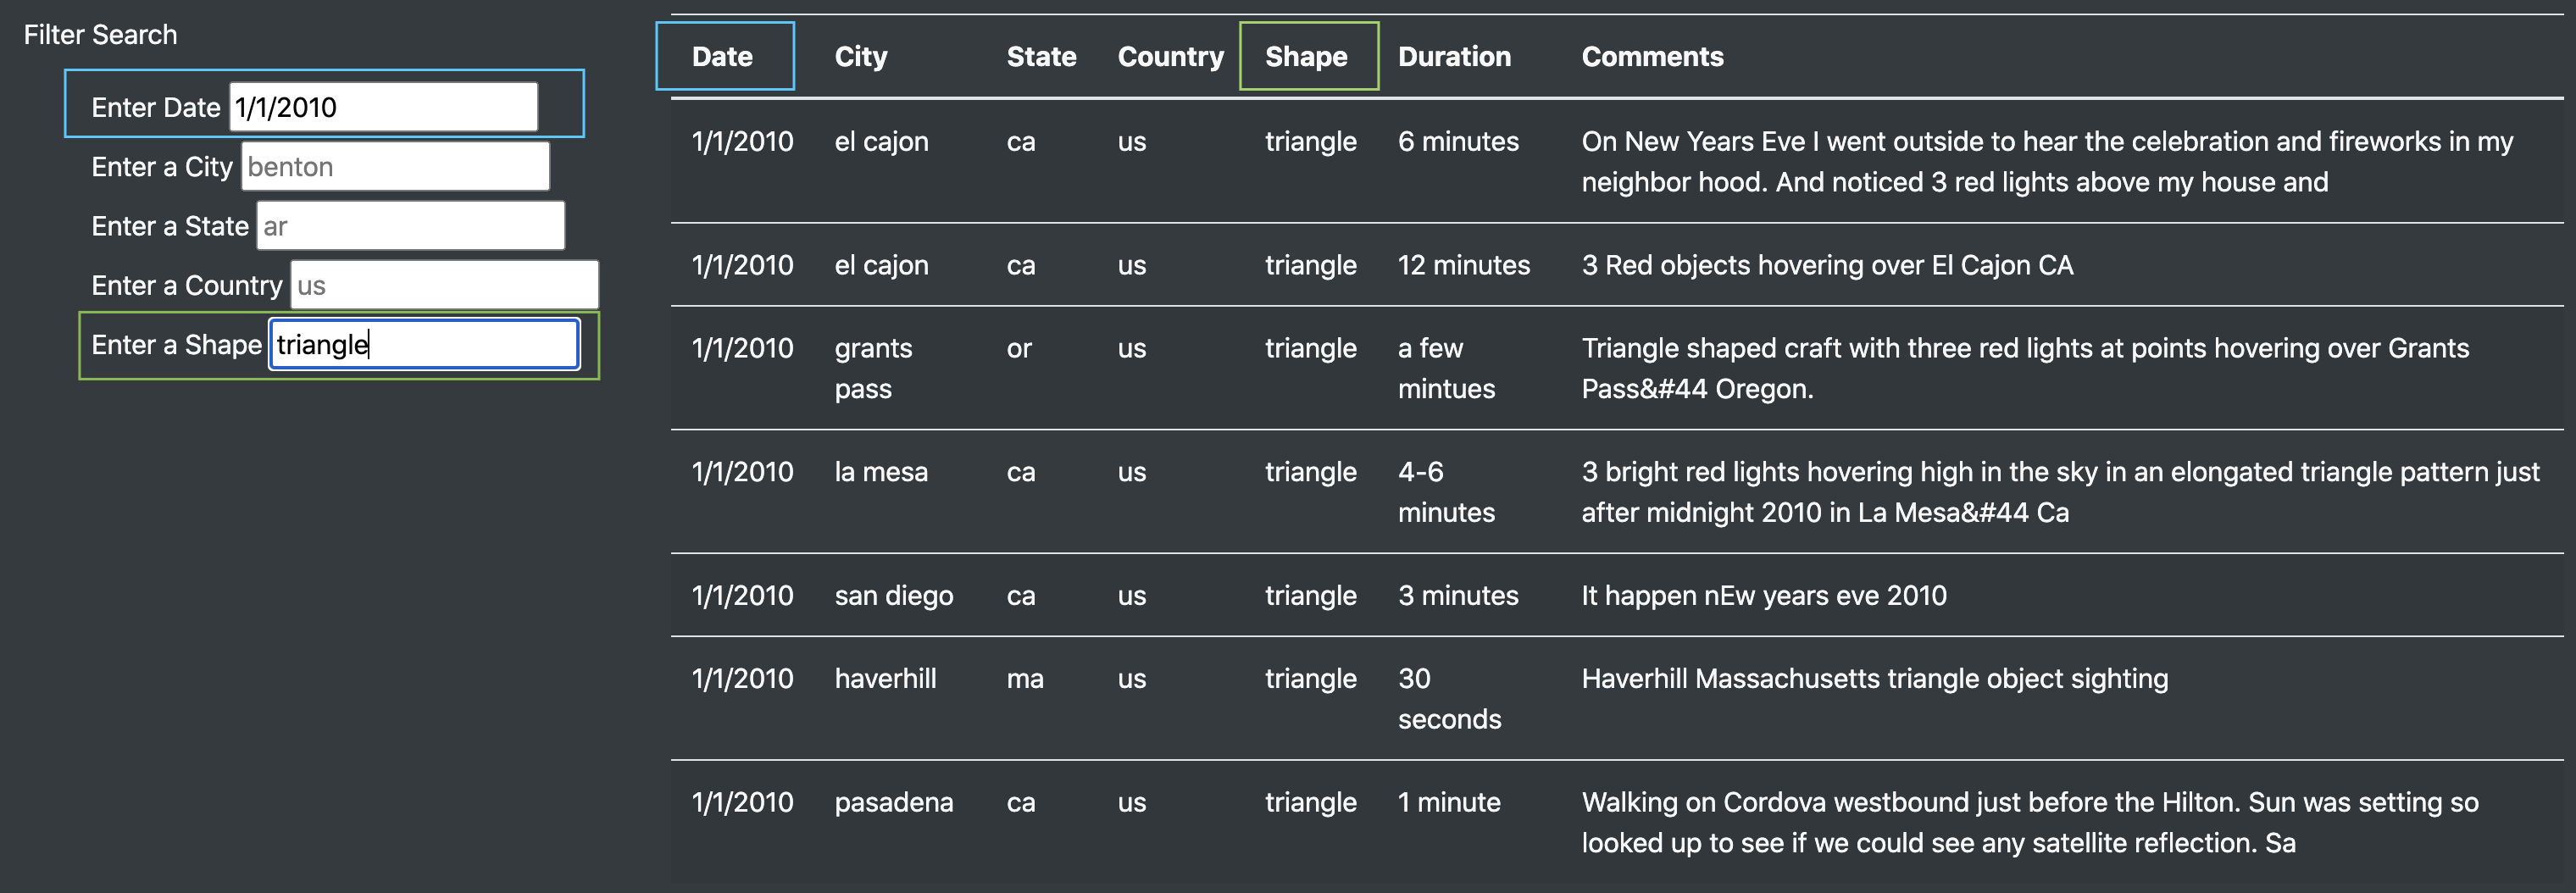 Filter Search
Enter Date 1/1/2010
Enter a City benton
Enter a State ar
Enter a Country us
Enter a Shape triangle
Date City State Country Shape Duration Comments
1/1/2010 el cajon ca us triangle 6 minutes On New Years Eve I went outside to hear the celebration and fireworks in my
neighbor hood. And noticed 3 red lights above my house and
1/1/2010 el cajon ca us triangle 12 minutes 3 Red objects hovering over El Cajon CA
1/1/2010 grants or us triangle a few Triangle shaped craft with three red lights at points hovering over Grants
pass mintues Pass&#44 Oregon.
1/1/2010 la mesa ca us triangle 4-6 3 bright red lights hovering high in the sky in an elongated triangle pattern just
minutes after midnight 2010 in La Mesa&#44 Ca
1/1/2010 san diego ca us triangle 3 minutes It happen nEw years eve 2010
1/1/2010 haverhill ma us triangle 30 Haverhill Massachusetts triangle object sighting
seconds
1/1/2010 pasadena ca us triangle 1 minute Walking on Cordova westbound just before the Hilton. Sun was setting so
looked up to see if we could see any satellite reflection. Sa